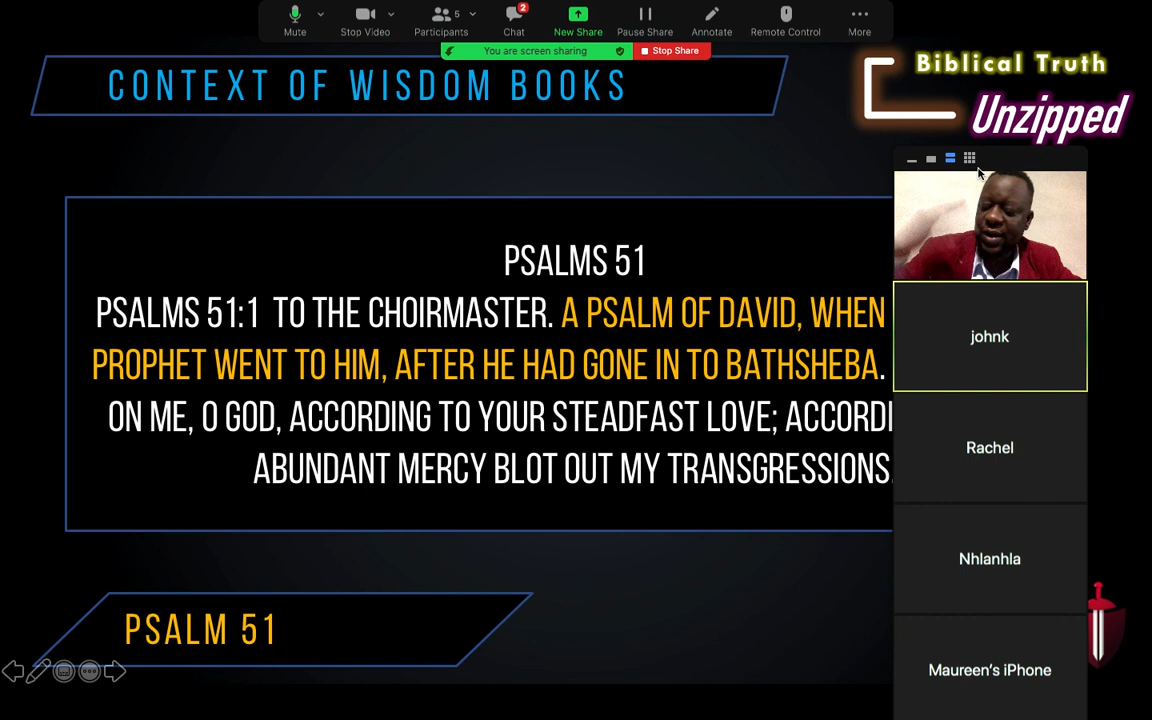 Mute
Stop Video
5
Participants
2
Chat
New Share
Pause Share
Annotate
Remote Control
More
You are screen sharing
Stop Share
CONTEXT OF WISDOM BOOKS
Biblical Truth
Unzipped
PSALMS 51
PSALMS 51:1 TO THE CHOIRMASTER. A PSALM OF DAVID, WHEN
PROPHET WENT TO HIM, AFTER HE HAD GONE IN TO BATHSHEBA.
ON ME, O GOD, ACCORDING TO YOUR STEADFAST LOVE;
ABUNDANT MERCY BLOT OUT MY TRANSGRESSIONS.
johnk
Rachel
Nhlanhla
Maureen’s iPhone
PSALM 51